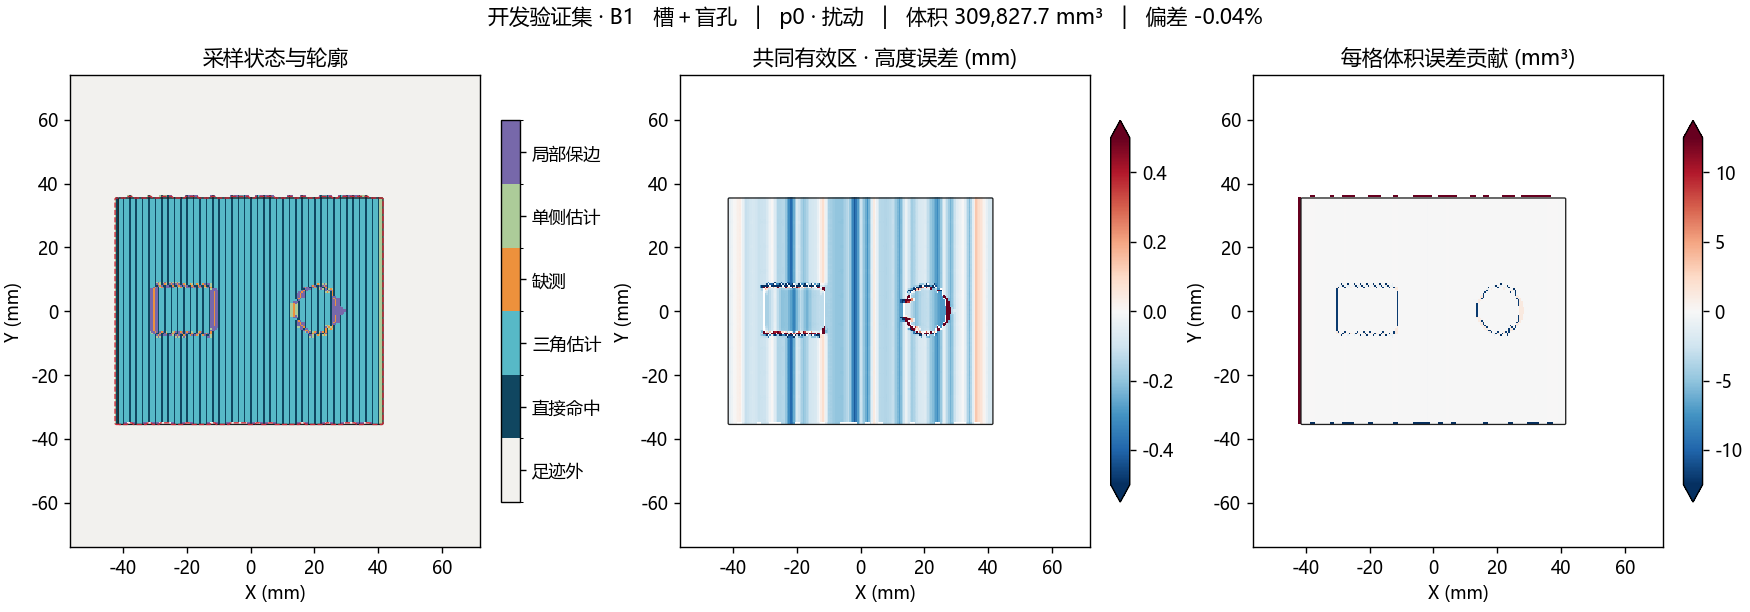 开发验证集 · B1 槽 + 盲孔 | p0 · 扰动 | 体积 309,827.7 mm³ | 偏差 -0.04%
采样状态与轮廓
60
40
20
0
-20
-40
-60
Y (mm)
-40 -20 0 20 40 60
X (mm)
局部保边
单侧估计
缺测
三角估计
直接命中
足迹外
共同有效区 · 高度误差 (mm)
60
40
20
0
-20
-40
-60
Y (mm)
-40 -20 0 20 40 60
X (mm)
0.4
0.2
0.0
-0.2
-0.4
每格体积误差贡献 (mm³)
60
40
20
0
-20
-40
-60
Y (mm)
-40 -20 0 20 40 60
X (mm)
10
5
0
-5
-10